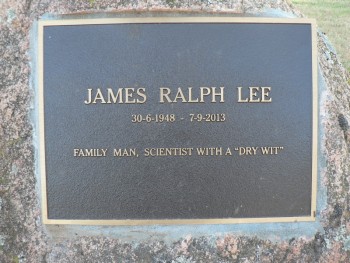 JAMES RALPH LEE
30-6-1948 - 7-9-2013
FAMILY MAN, SCIENTIST WITH A "DRY WIT"